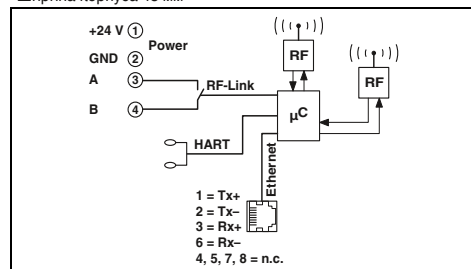 +24 V 1
Power
GND 2
A 3
RF-Link
B 4
HART
RF
RF
µC
Ethernet
1 = Tx+
2 = Tx–
3 = Rx+
6 = Rx–
4, 5, 7, 8 = n.c.